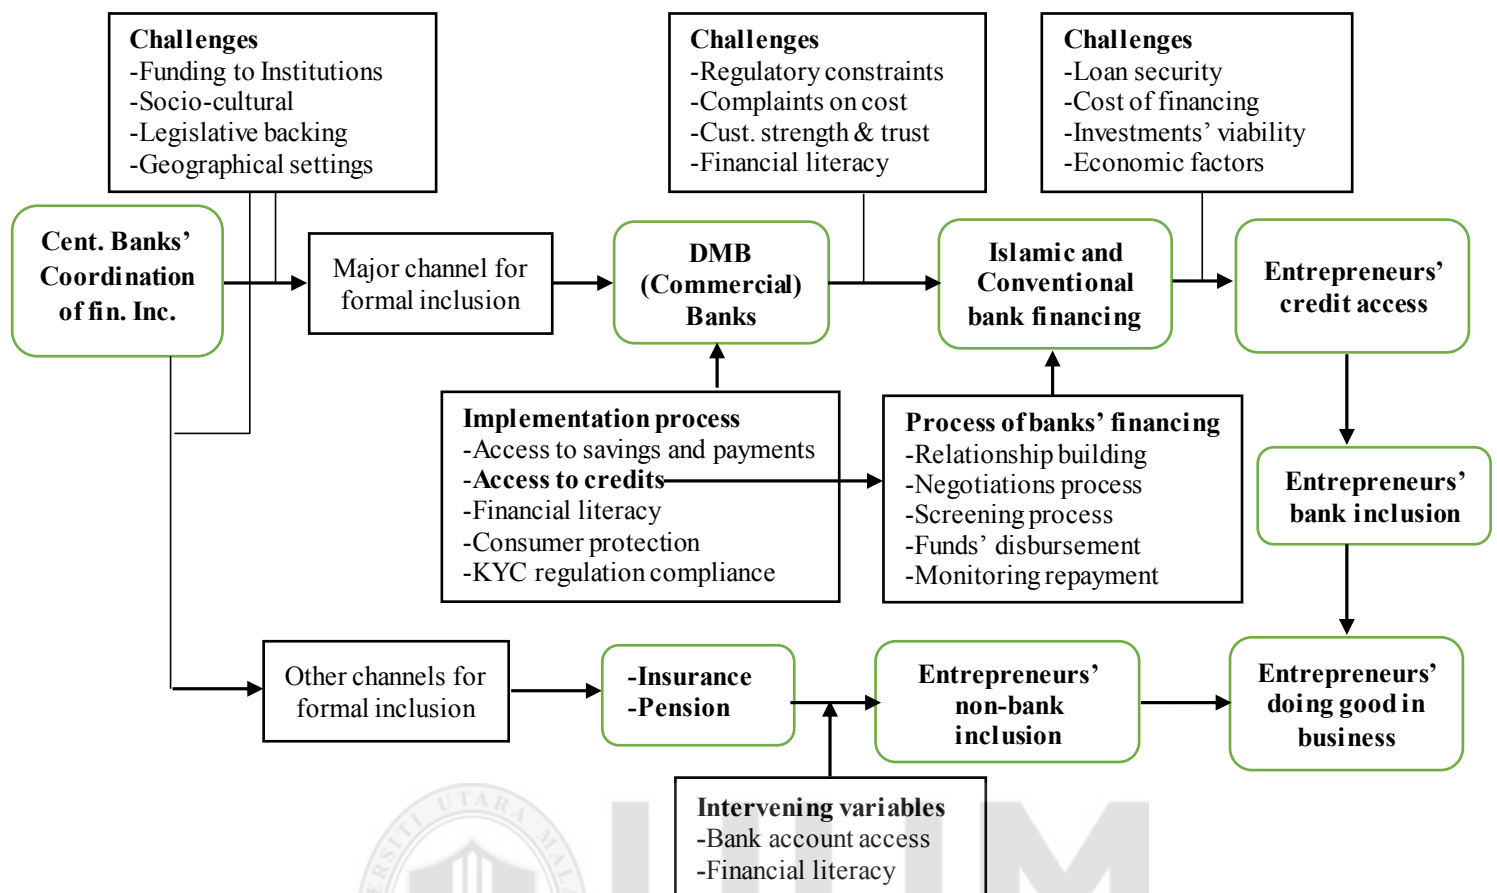 Challenges
-Funding to Institutions
-Socio-cultural
-Legislative backing
-Geographical settings
Challenges
-Regulatory constraints
-Complaints on cost
-Cust. strength & trust
-Financial literacy
Challenges
-Loan security
-Cost of financing
-Investments’ viability
-Economic factors
Cent. Banks’
Coordination
of fin. Inc.
Major channel for
formal inclusion
DMB
(Commercial)
Banks
Islamic and
Conventional
bank financing
Entrepreneurs’
credit access
Implementation process
-Access to savings and payments
-Access to credits
-Financial literacy
-Consumer protection
-KYC regulation compliance
Process of banks’ financing
-Relationship building
-Negotiations process
-Screening process
-Funds’ disbursement
-Monitoring repayment
Entrepreneurs’
bank inclusion
Other channels for
formal inclusion
-Insurance
-Pension
Entrepreneurs’
non-bank
inclusion
Entrepreneurs’
doing good in
business
Intervening variables
-Bank account access
-Financial literacy
UTARA
UUM